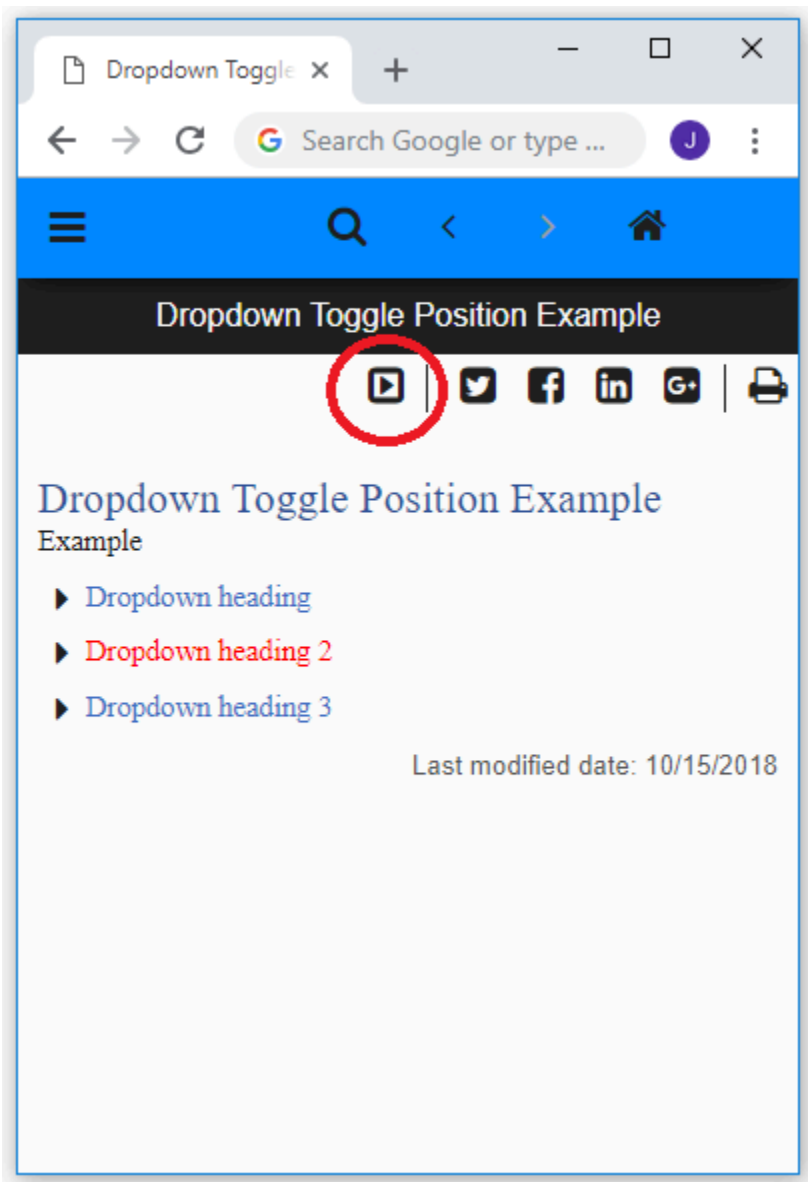 Dropdown Toggle
Search Google or type ...
J
Dropdown Toggle Position Example
Dropdown Toggle Position Example
Example
Dropdown heading
Dropdown heading 2
Dropdown heading 3
Last modified date: 10/15/2018